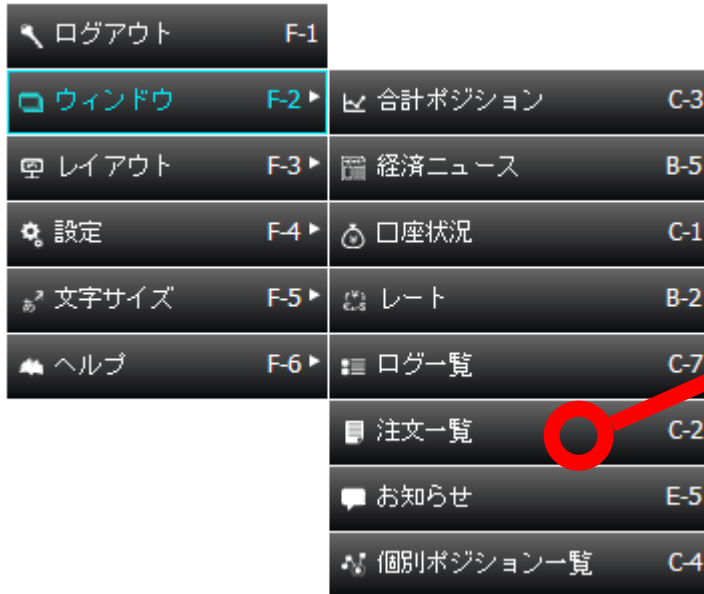 ログアウト F-1
ウィンドウ F-2
レイアウト F-3
設定 F-4
文字サイズ F-5
ヘルプ F-6
合計ポジション C-3
経済ニュース B-5
口座状況 C-1
レート B-2
ログ一覧 C-7
注文一覧 C-2
お知らせ E-5
個別ポジション一覧 C-4